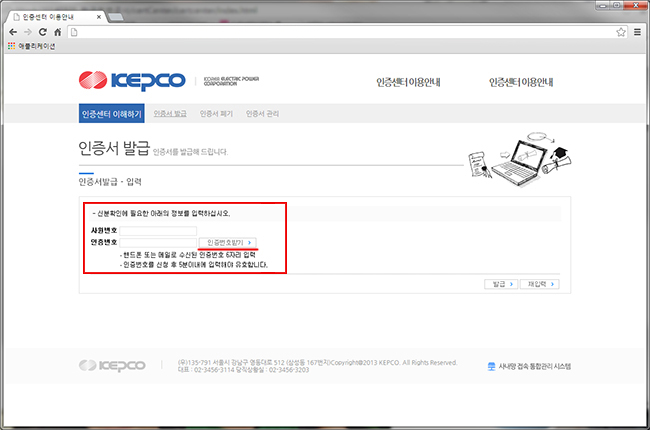 인증센터 이용안내
애플리케이션
KEPCO KOREA ELECTRIC POWER CORPORATION
인증센터 이용안내 인증센터 이용안내
인증센터 이해하기 인증서 발급 인증서 폐기 인증서 관리
인증서 발급 인증서를 발급해 드립니다.
인증서발급 - 입력
- 신분확인에 필요한 아래의 정보를 입력하십시오.
사원번호
인증번호 인증번호받기 >
- 핸드폰 또는 메일로 수신된 인증번호 6자리 입력
- 인증번호를 신청 후 5분이내에 입력해야 유효합니다.
발급 > 재입력 >
KEPCO
(우)135-791 서울시 강남구 영동대로 512 (삼성동 167번지)Copyright@2013 KEPCO. All Rights Reserved.
대표 : 02-3456-3114 당직상황실 : 02-3456-3203
사내망 접속 통합관리 시스템